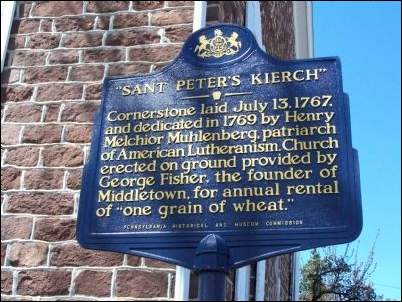 "SANT PETER'S KIERCH"
Cornerstone laid July 13, 1767,
and dedicated in 1769 by Henry
Melchior Muhlenberg, patriarch
of American Lutheranism. Church
erected on ground provided by
George Fisher, the founder of
Middletown, for annual rental
of "one grain of wheat."
PENNSYLVANIA HISTORICAL AND MUSEUM COMMISSION